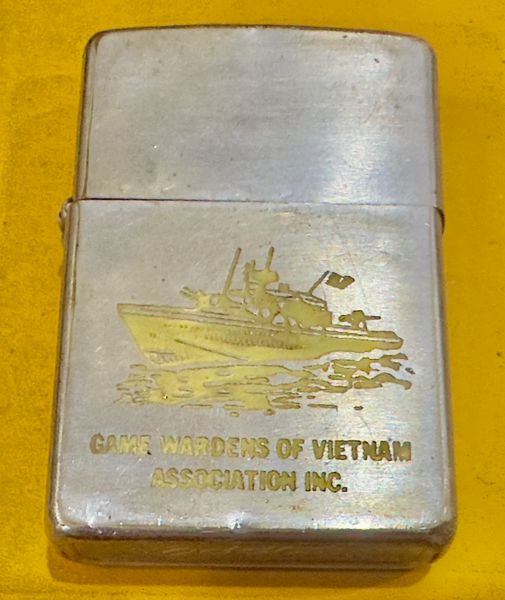 GAME WARDENS OF VIETNAM
ASSOCIATION INC.